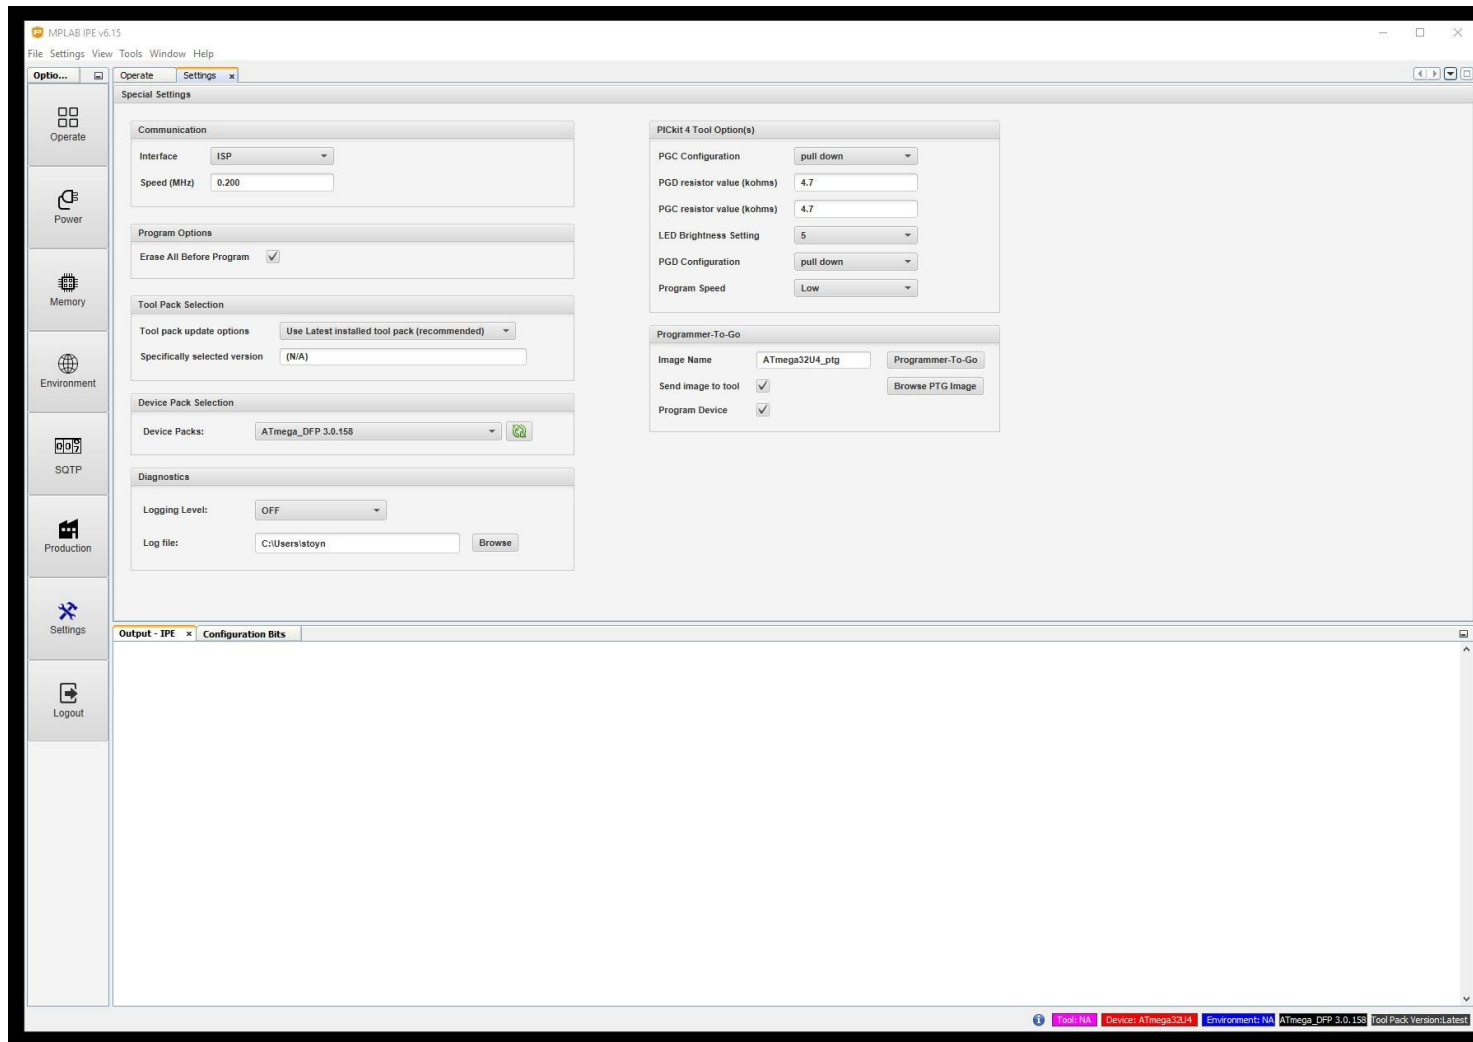 MPLAB IPE v6.15
File Settings View Tools Window Help
Optio...
Operate
Settings
Special Settings
Operate
Power
Memory
Environment
SQTP
Production
Settings
Logout
Communication
Interface ISP
Speed (MHz) 0.200
Program Options
Erase All Before Program
Tool Pack Selection
Tool pack update options Use Latest installed tool pack (recommended)
Specifically selected version (N/A)
Device Pack Selection
Device Packs: ATmega_DFP 3.0.158
Diagnostics
Logging Level: OFF
Log file: C:\Users\stoyn Browse
PICkit 4 Tool Option(s)
PGC Configuration pull down
PGD resistor value (kohms) 4.7
PGC resistor value (kohms) 4.7
LED Brightness Setting 5
PGD Configuration pull down
Program Speed Low
Programmer-To-Go
Image Name ATmega32U4_ptg Programmer-To-Go
Send image to tool Browse PTG Image
Program Device
Output - IPE Configuration Bits
Tool: NA Device: ATmega32U4 Environment: NA ATmega_DFP 3.0.158 Tool Pack Version:Latest